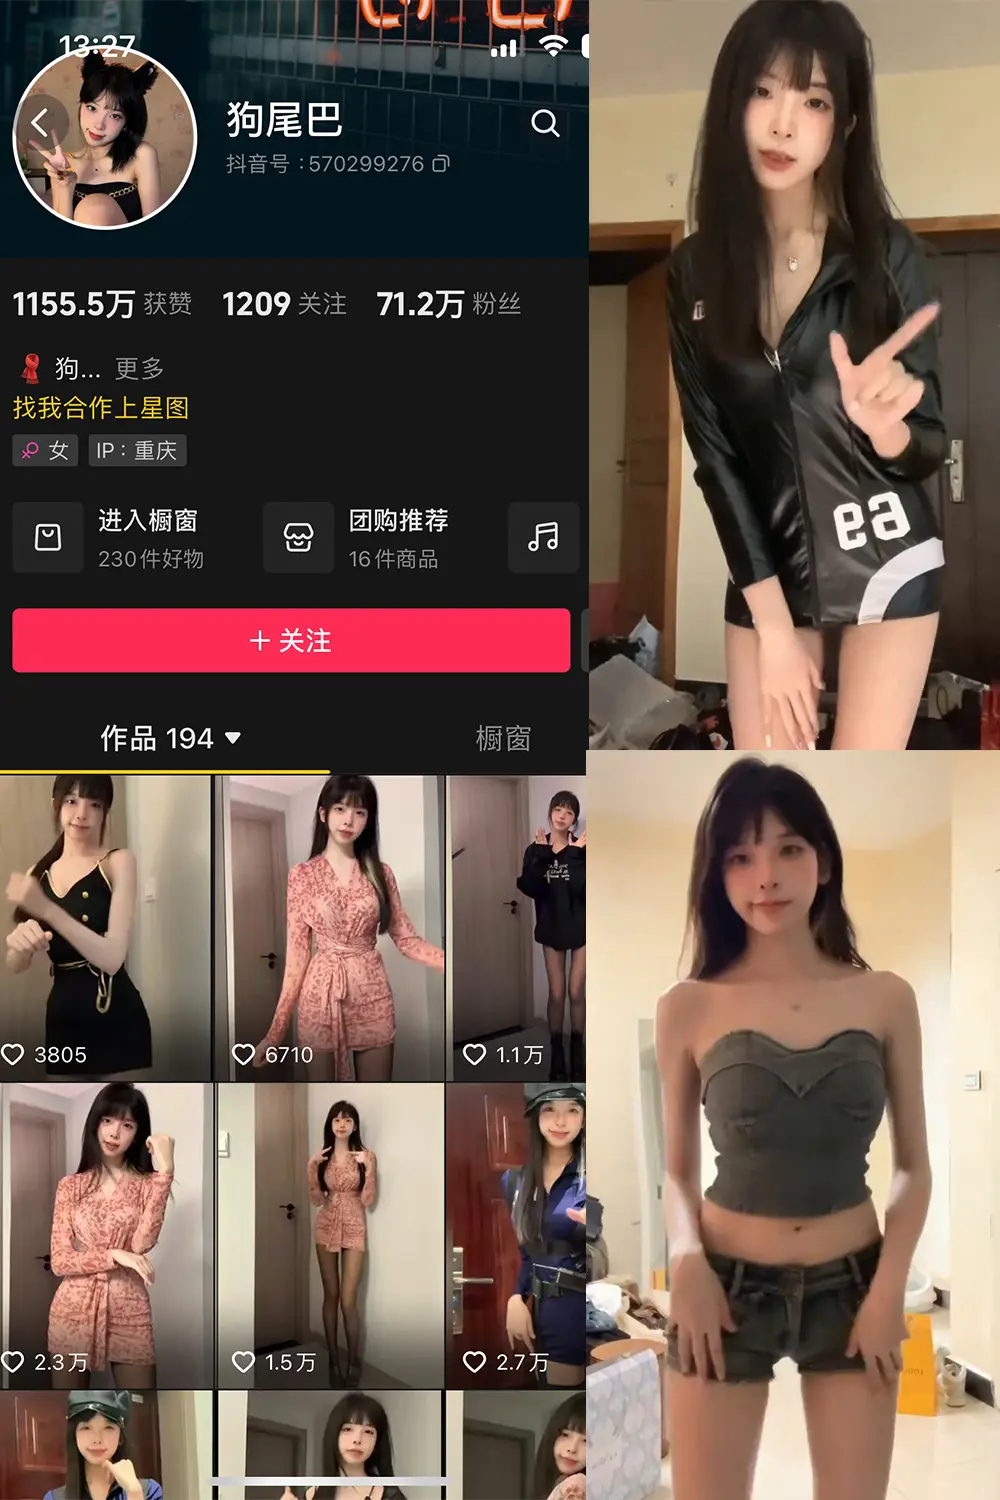 13:27
狗尾巴
抖音号：570299276
1155.5万 获赞 1209 关注 71.2万 粉丝
狗... 更多
找我合作上星图
女 IP：重庆
进入橱窗
230件好物
团购推荐
16件商品
+ 关注
作品 194
橱窗
3805
6710
1.1万
2.3万
1.5万
2.7万
ea